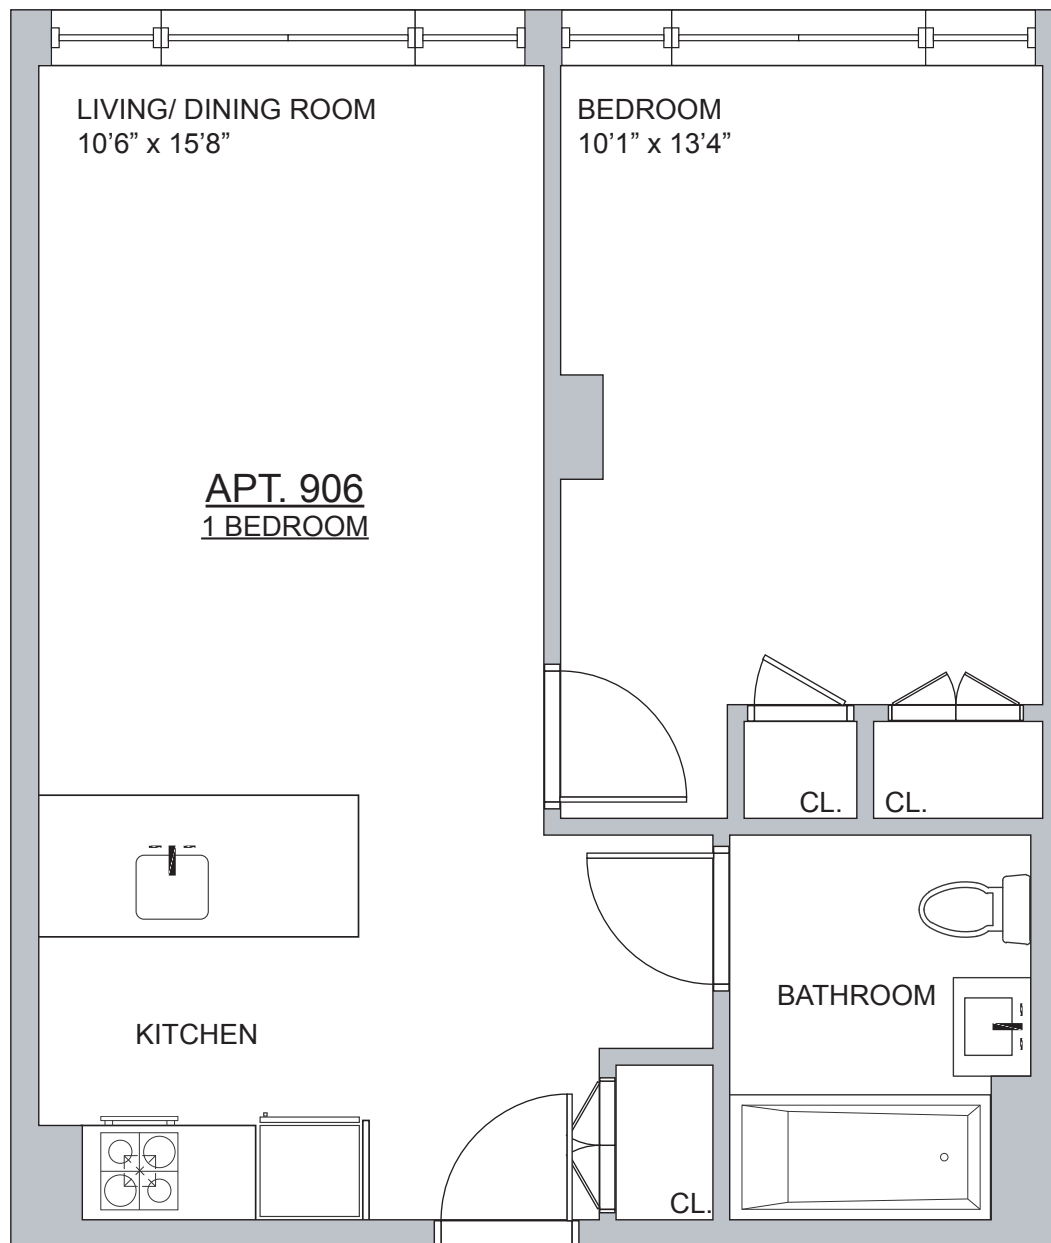 LIVING/ DINING ROOM
10’6” x 15’8”
BEDROOM
10’1” x 13’4”
APT. 906
1 BEDROOM
CL.
CL.
BATHROOM
KITCHEN
CL.